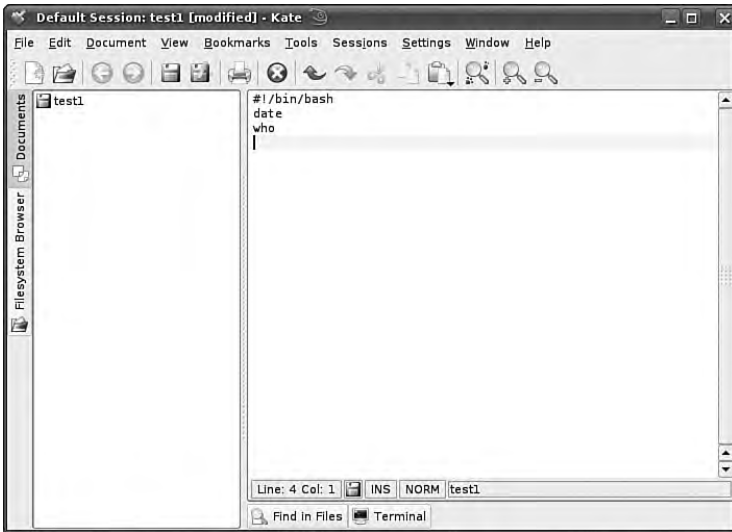 Default Session: test1 [modified] - Kate
File Edit Document View Bookmarks Tools Sessions Settings Window Help
Documents
Filesystem Browser
test1
#!/bin/bash
date
who
Line: 4 Col: 1 INS NORM test1
Find in Files Terminal